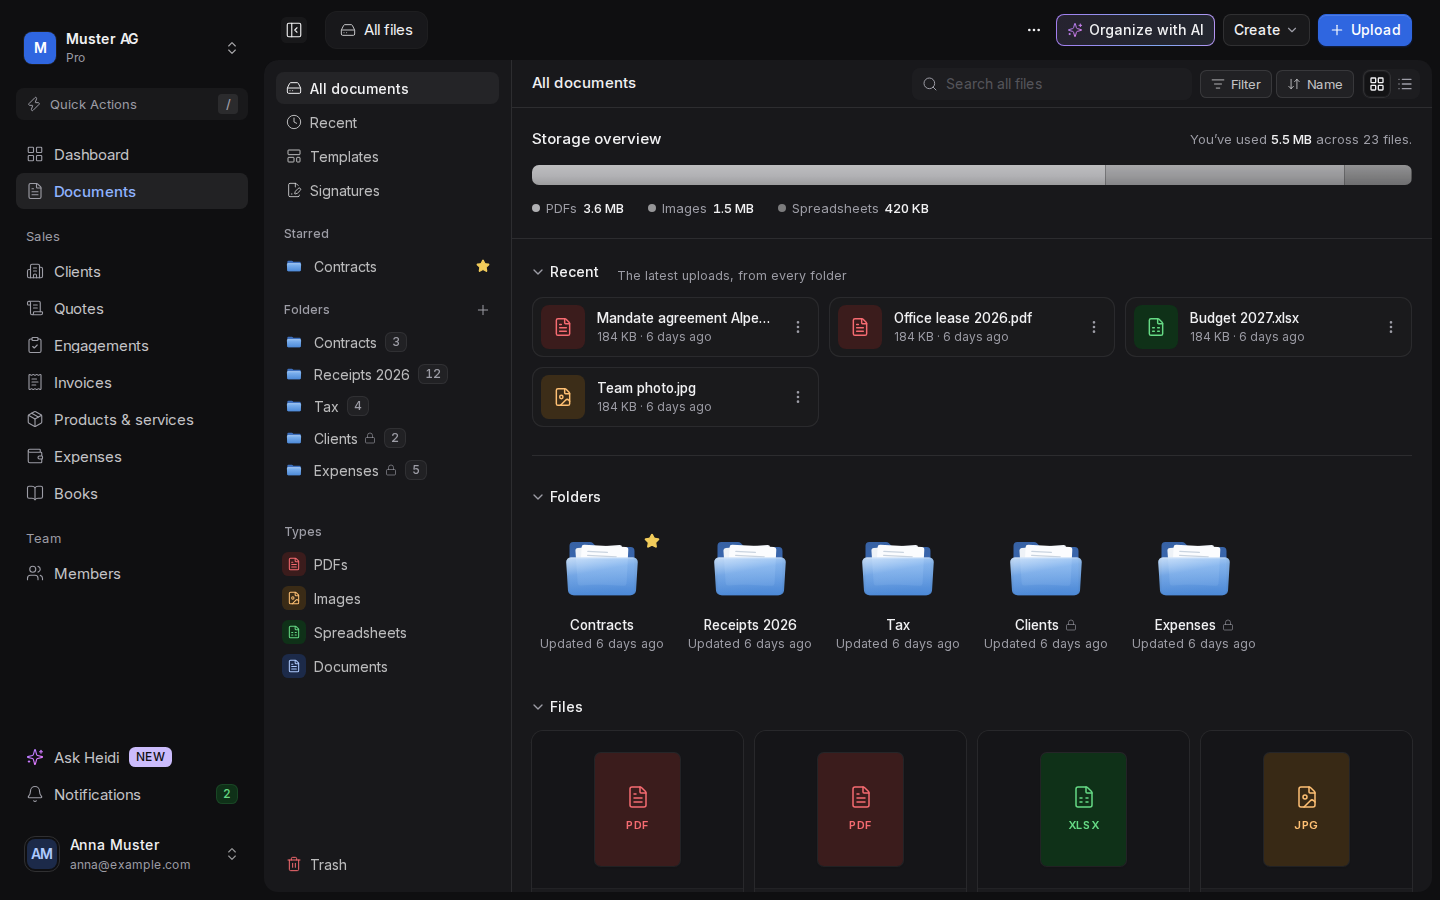 Muster AG
Pro
Quick Actions /
Dashboard
Documents
Sales
Clients
Quotes
Engagements
Invoices
Products & services
Expenses
Books
Team
Members
Ask Heidi NEW
Notifications 2
AM
Anna Muster
anna@example.com
M
All files
Organize with AI
Create
Upload
All documents
Recent
Templates
Signatures
Starred
Contracts
Folders
Contracts 3
Receipts 2026 12
Tax 4
Clients 2
Expenses 5
Types
PDFs
Images
Spreadsheets
Documents
Trash
All documents
Search all files
Filter
Name
Storage overview
You've used 5.5 MB across 23 files.
PDFs 3.6 MB
Images 1.5 MB
Spreadsheets 420 KB
Recent The latest uploads, from every folder
Mandate agreement Alpe...
184 KB · 6 days ago
Office lease 2026.pdf
184 KB · 6 days ago
Budget 2027.xlsx
184 KB · 6 days ago
Team photo.jpg
184 KB · 6 days ago
Folders
Contracts
Updated 6 days ago
Receipts 2026
Updated 6 days ago
Tax
Updated 6 days ago
Clients
Updated 6 days ago
Expenses
Updated 6 days ago
Files
PDF
PDF
XLSX
JPG